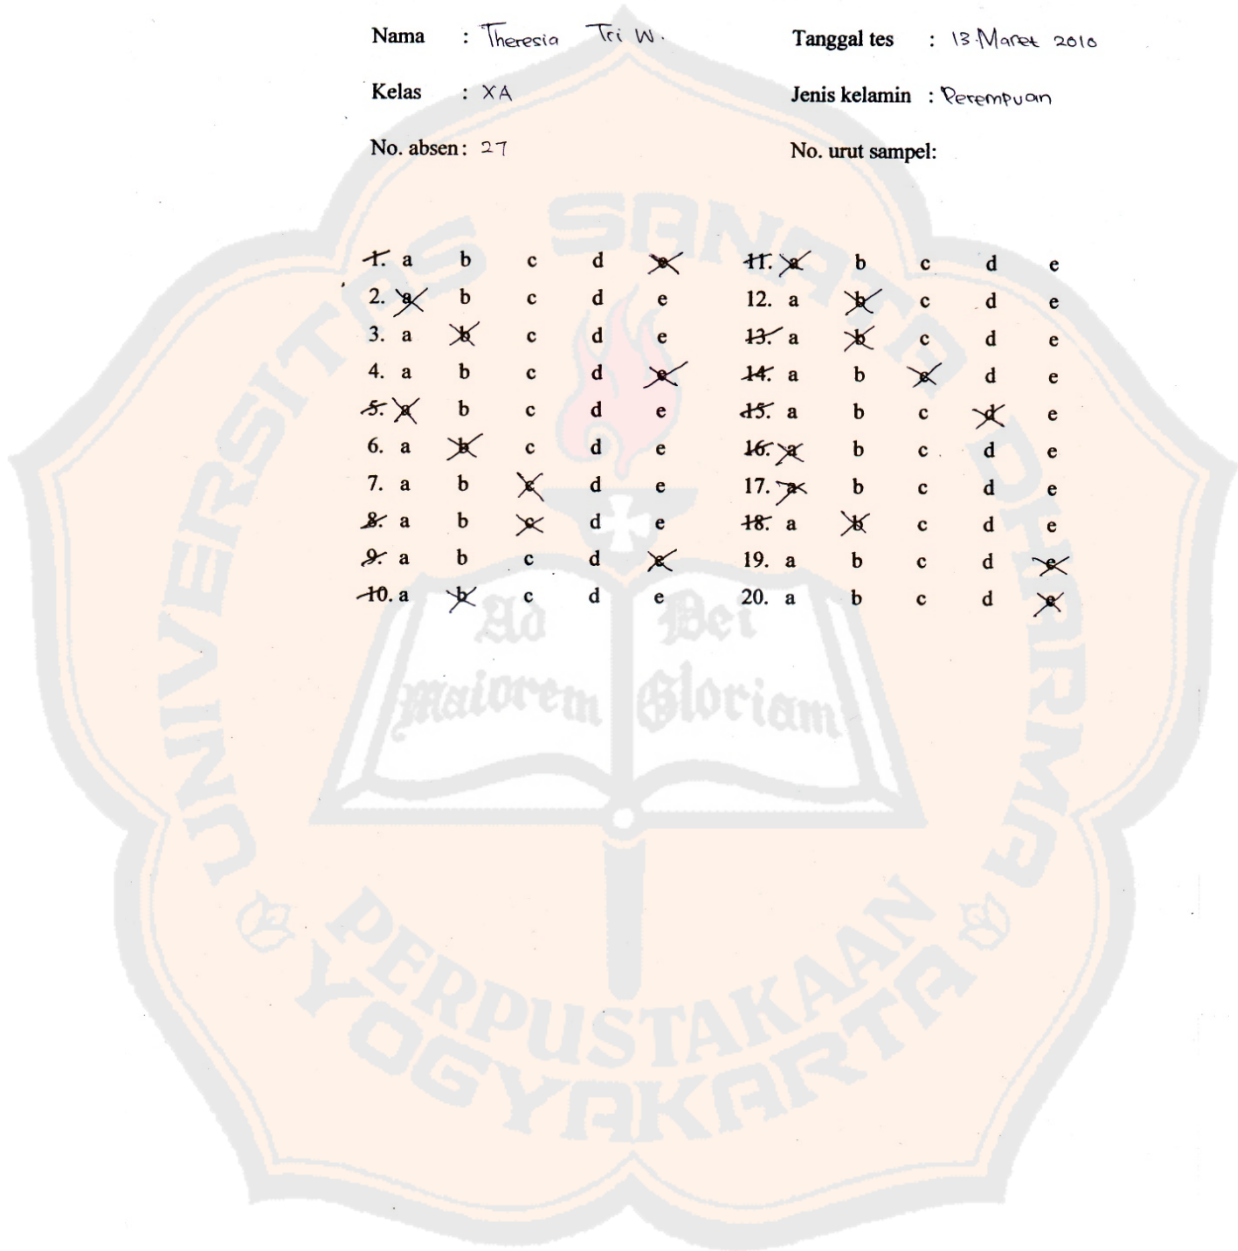 Nama : Theresia Tri W. Tanggal tes : 13 Maret 2010
Kelas : XA Jenis kelamin : Perempuan
No. absen: 27 No. urut sampel:
1. a b c d e 11. a b c d e
2. a b c d e 12. a b c d e
3. a b c d e 13. a b c d e
4. a b c d e 14. a b c d e
5. a b c d e 15. a b c d e
6. a b c d e 16. a b c d e
7. a b c d e 17. a b c d e
8. a b c d e 18. a b c d e
9. a b c d e 19. a b c d e
10. a b c d e 20. a b c d e
UNIVERSITAS SANATA DHARMA
Ad Dei
Maiorem Gloriam
PERPUSTAKAAN
YOGYAKARTA